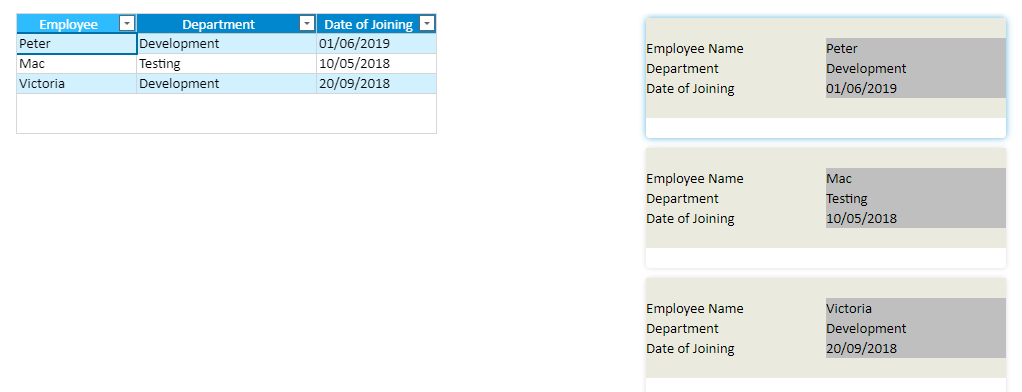 Employee Department Date of Joining
Peter Development 01/06/2019
Mac Testing 10/05/2018
Victoria Development 20/09/2018
Employee Name Peter
Department Development
Date of Joining 01/06/2019
Employee Name Mac
Department Testing
Date of Joining 10/05/2018
Employee Name Victoria
Department Development
Date of Joining 20/09/2018